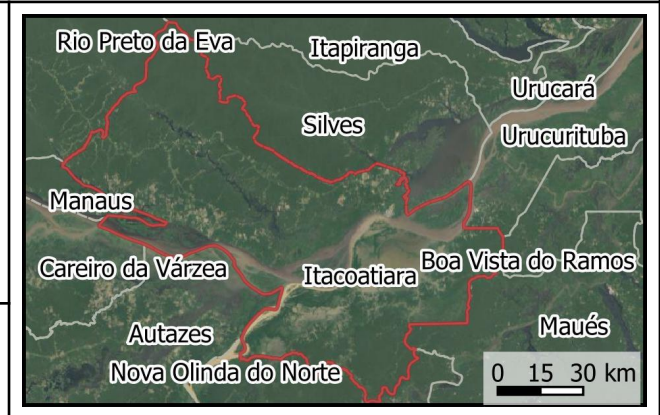 Rio Preto da Eva
Itapiranga
Urucará
Silves
Urucurituba
Manaus
Careiro da Várzea
Itacoatiara
Boa Vista do Ramos
Autazes
Maués
Nova Olinda do Norte
0 15 30 km